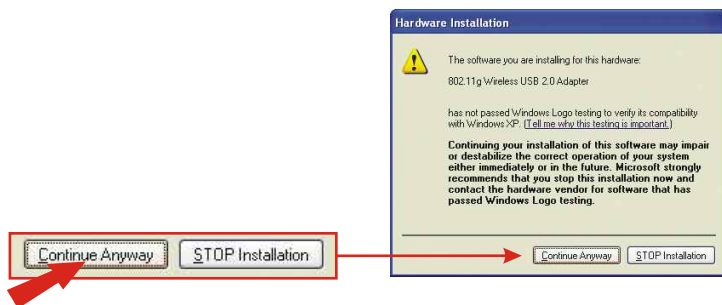 Hardware Installation
The software you are installing for this hardware:
802.11g Wireless USB 2.0 Adapter
has not passed Windows Logo testing to verify its compatibility
with Windows XP. (Tell me why this testing is important.)
Continuing your installation of this software may impair
or destabilize the correct operation of your system
either immediately or in the future. Microsoft strongly
recommends that you stop this installation now and
contact the hardware vendor for software that has
passed Windows Logo testing.
Continue Anyway STOP Installation
Continue Anyway STOP Installation